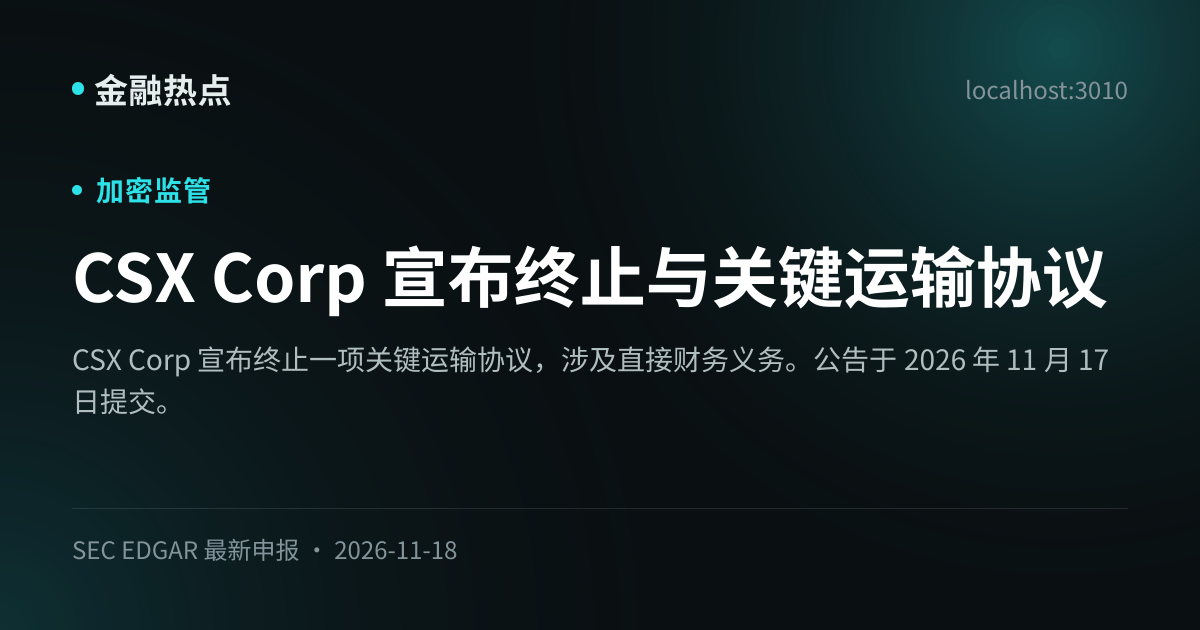 金融热点
localhost:3010
加密监管
CSX Corp 宣布终止与关键运输协议
CSX Corp 宣布终止一项关键运输协议，涉及直接财务义务。公告于 2026 年 11 月 17
日提交。
SEC EDGAR 最新申报 · 2026-11-18